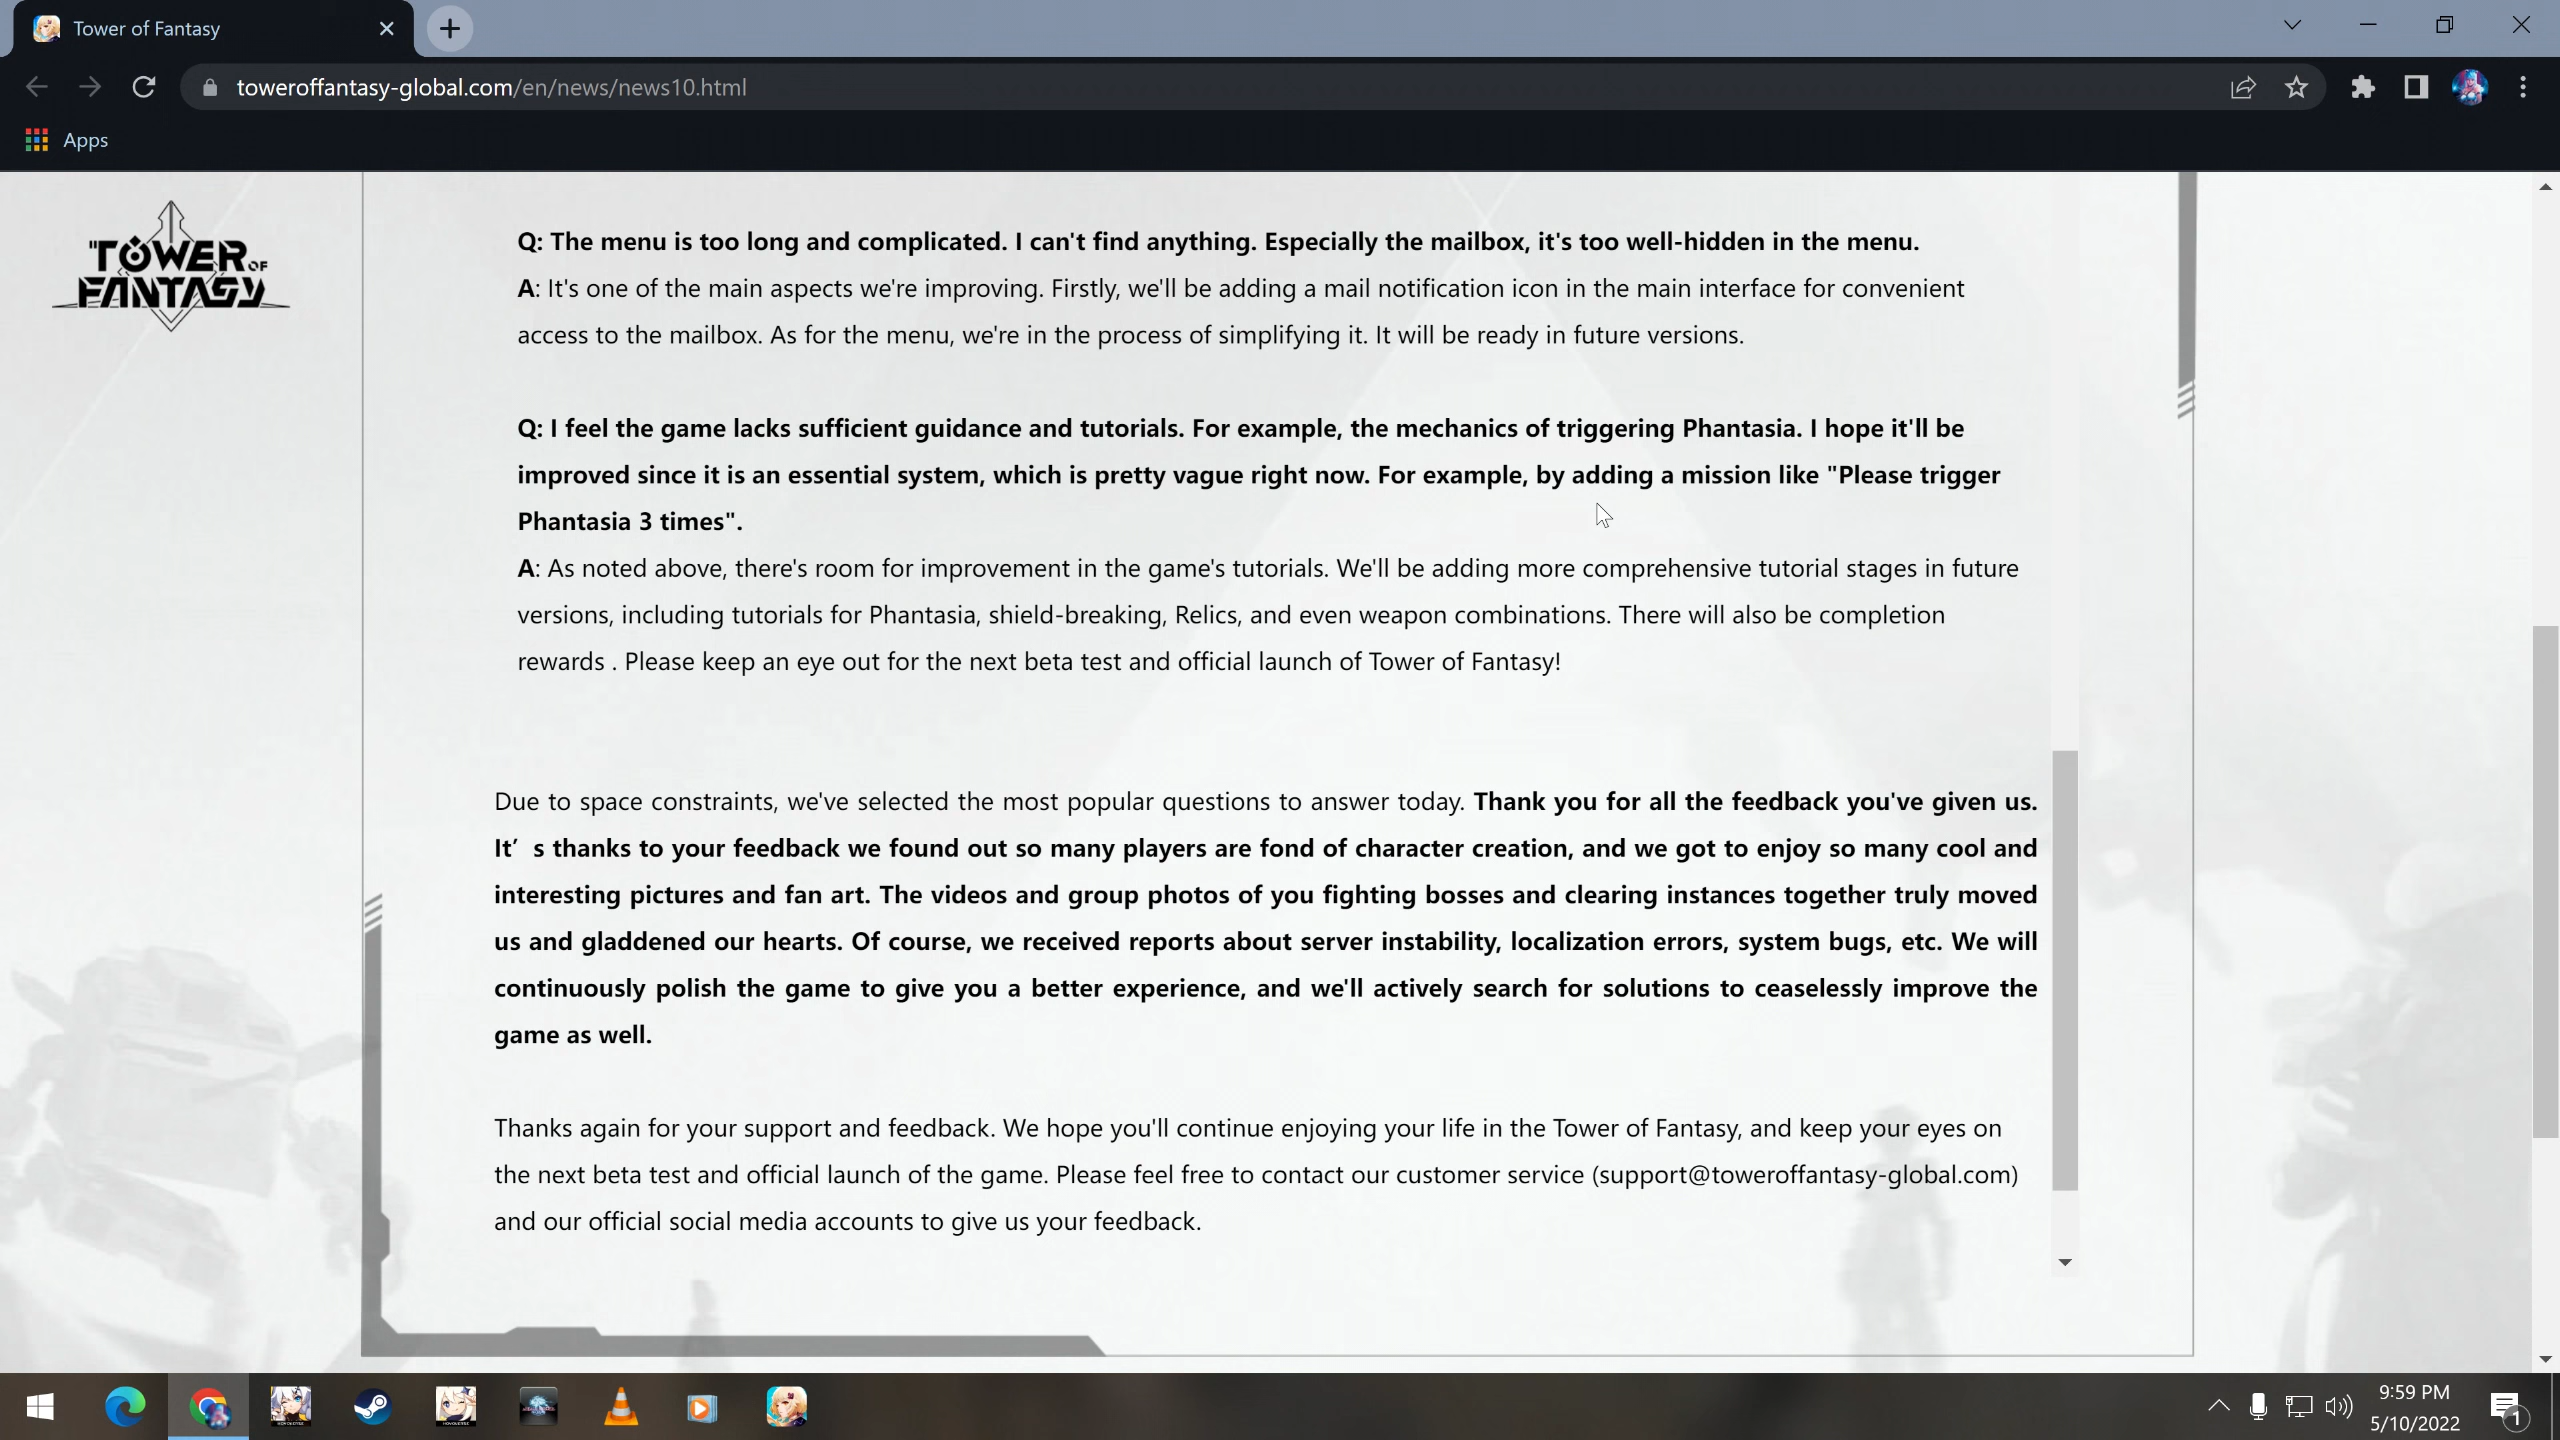 Tower of Fantasy
toweroffantasy-global.com/en/news/news10.html
Apps
TOWER OF
FANTASY
Q: The menu is too long and complicated. I can't find anything. Especially the mailbox, it's too well-hidden in the menu.
A: It's one of the main aspects we're improving. Firstly, we'll be adding a mail notification icon in the main interface for convenient
access to the mailbox. As for the menu, we're in the process of simplifying it. It will be ready in future versions.
Q: I feel the game lacks sufficient guidance and tutorials. For example, the mechanics of triggering Phantasia. I hope it'll be
improved since it is an essential system, which is pretty vague right now. For example, by adding a mission like "Please trigger
Phantasia 3 times".
A: As noted above, there's room for improvement in the game's tutorials. We'll be adding more comprehensive tutorial stages in future
versions, including tutorials for Phantasia, shield-breaking, Relics, and even weapon combinations. There will also be completion
rewards . Please keep an eye out for the next beta test and official launch of Tower of Fantasy!
Due to space constraints, we've selected the most popular questions to answer today. Thank you for all the feedback you've given us.
It’ s thanks to your feedback we found out so many players are fond of character creation, and we got to enjoy so many cool and
interesting pictures and fan art. The videos and group photos of you fighting bosses and clearing instances together truly moved
us and gladdened our hearts. Of course, we received reports about server instability, localization errors, system bugs, etc. We will
continuously polish the game to give you a better experience, and we'll actively search for solutions to ceaselessly improve the
game as well.
Thanks again for your support and feedback. We hope you'll continue enjoying your life in the Tower of Fantasy, and keep your eyes on
the next beta test and official launch of the game. Please feel free to contact our customer service (support@toweroffantasy-global.com)
and our official social media accounts to give us your feedback.
9:59 PM
5/10/2022
1